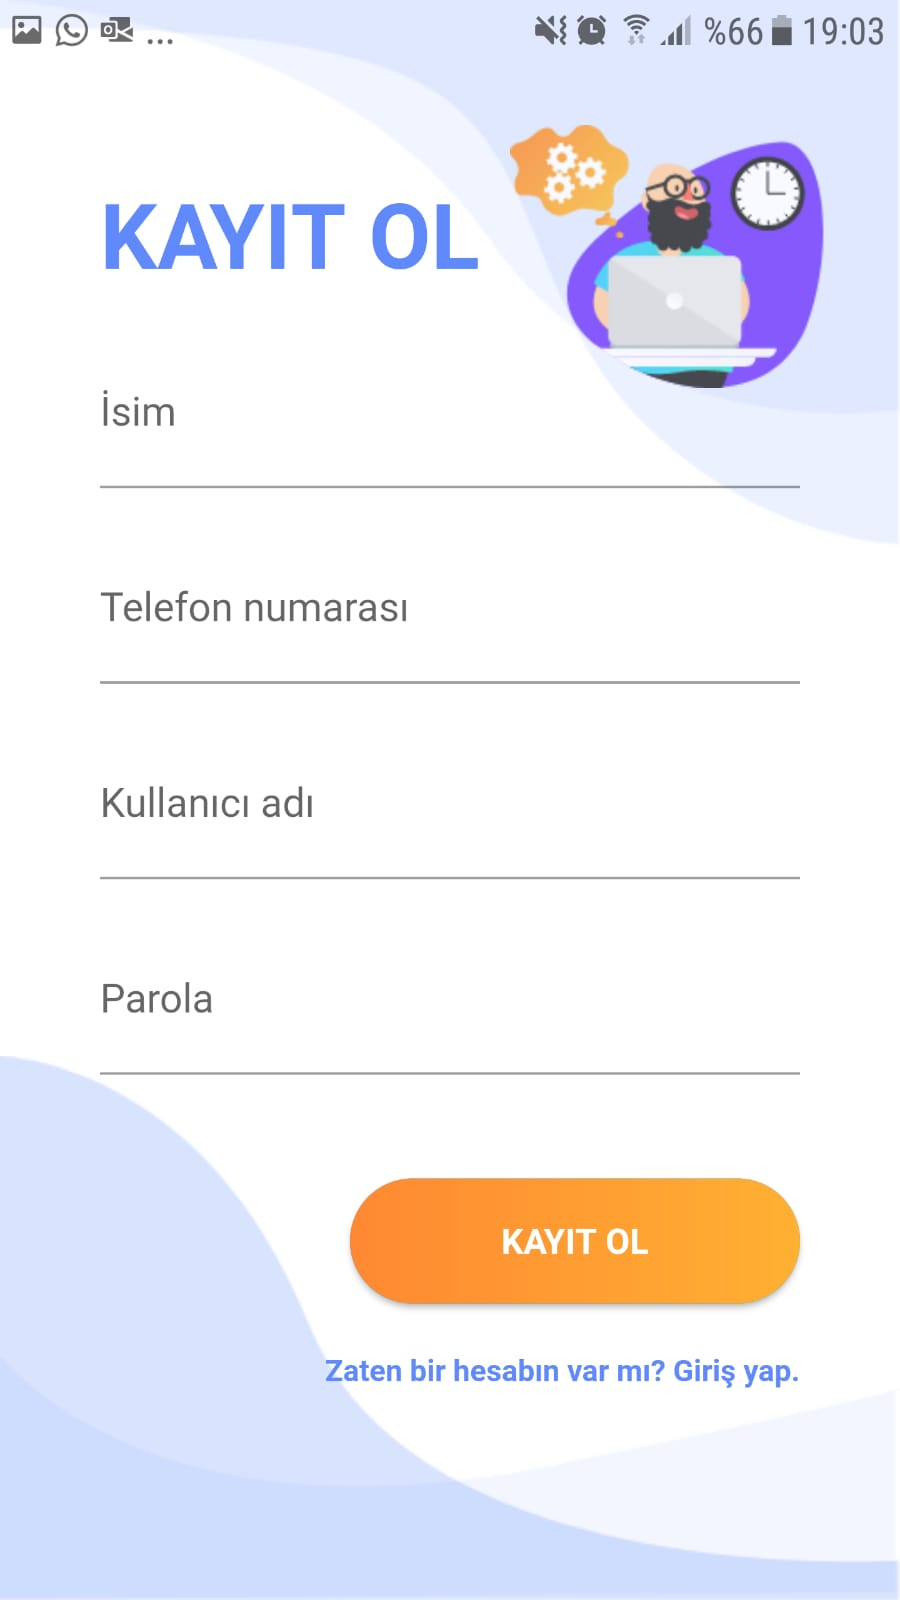 ... %66 19:03
KAYIT OL
İsim
Telefon numarası
Kullanıcı adı
Parola
KAYIT OL
Zaten bir hesabın var mı? Giriş yap.